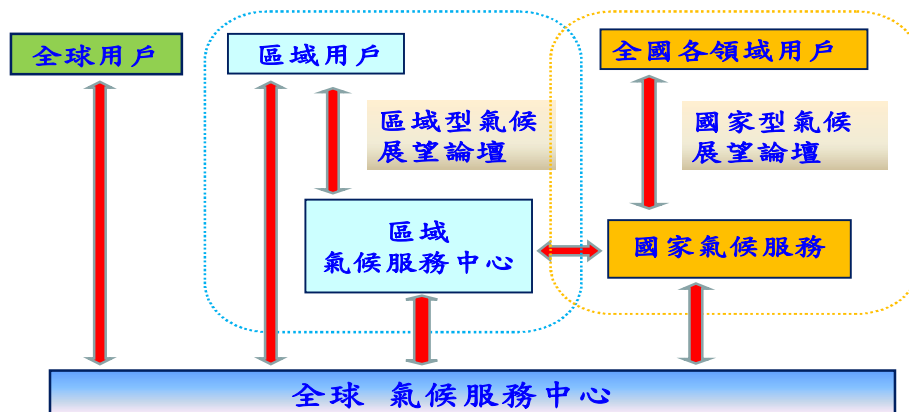 全球用戶
區域用戶
全國各領域用戶
區域型氣候
展望論壇
國家型氣候
展望論壇
區域
氣候服務中心
國家氣候服務
全球 氣候服務中心